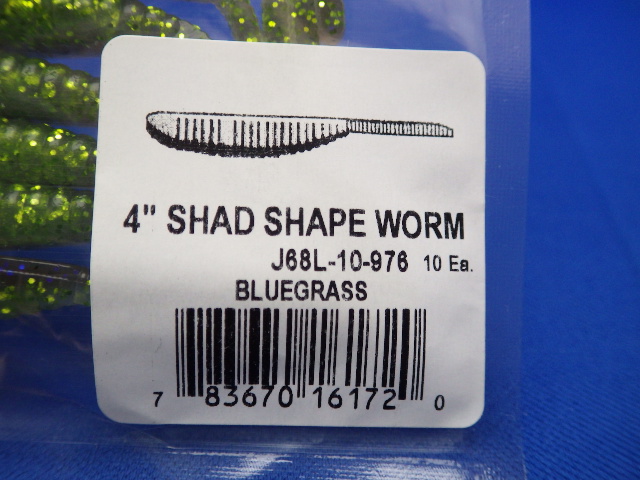 4" SHAD SHAPE WORM
J68L-10-976 10 Ea.
BLUEGRASS
7 83670 16172 0